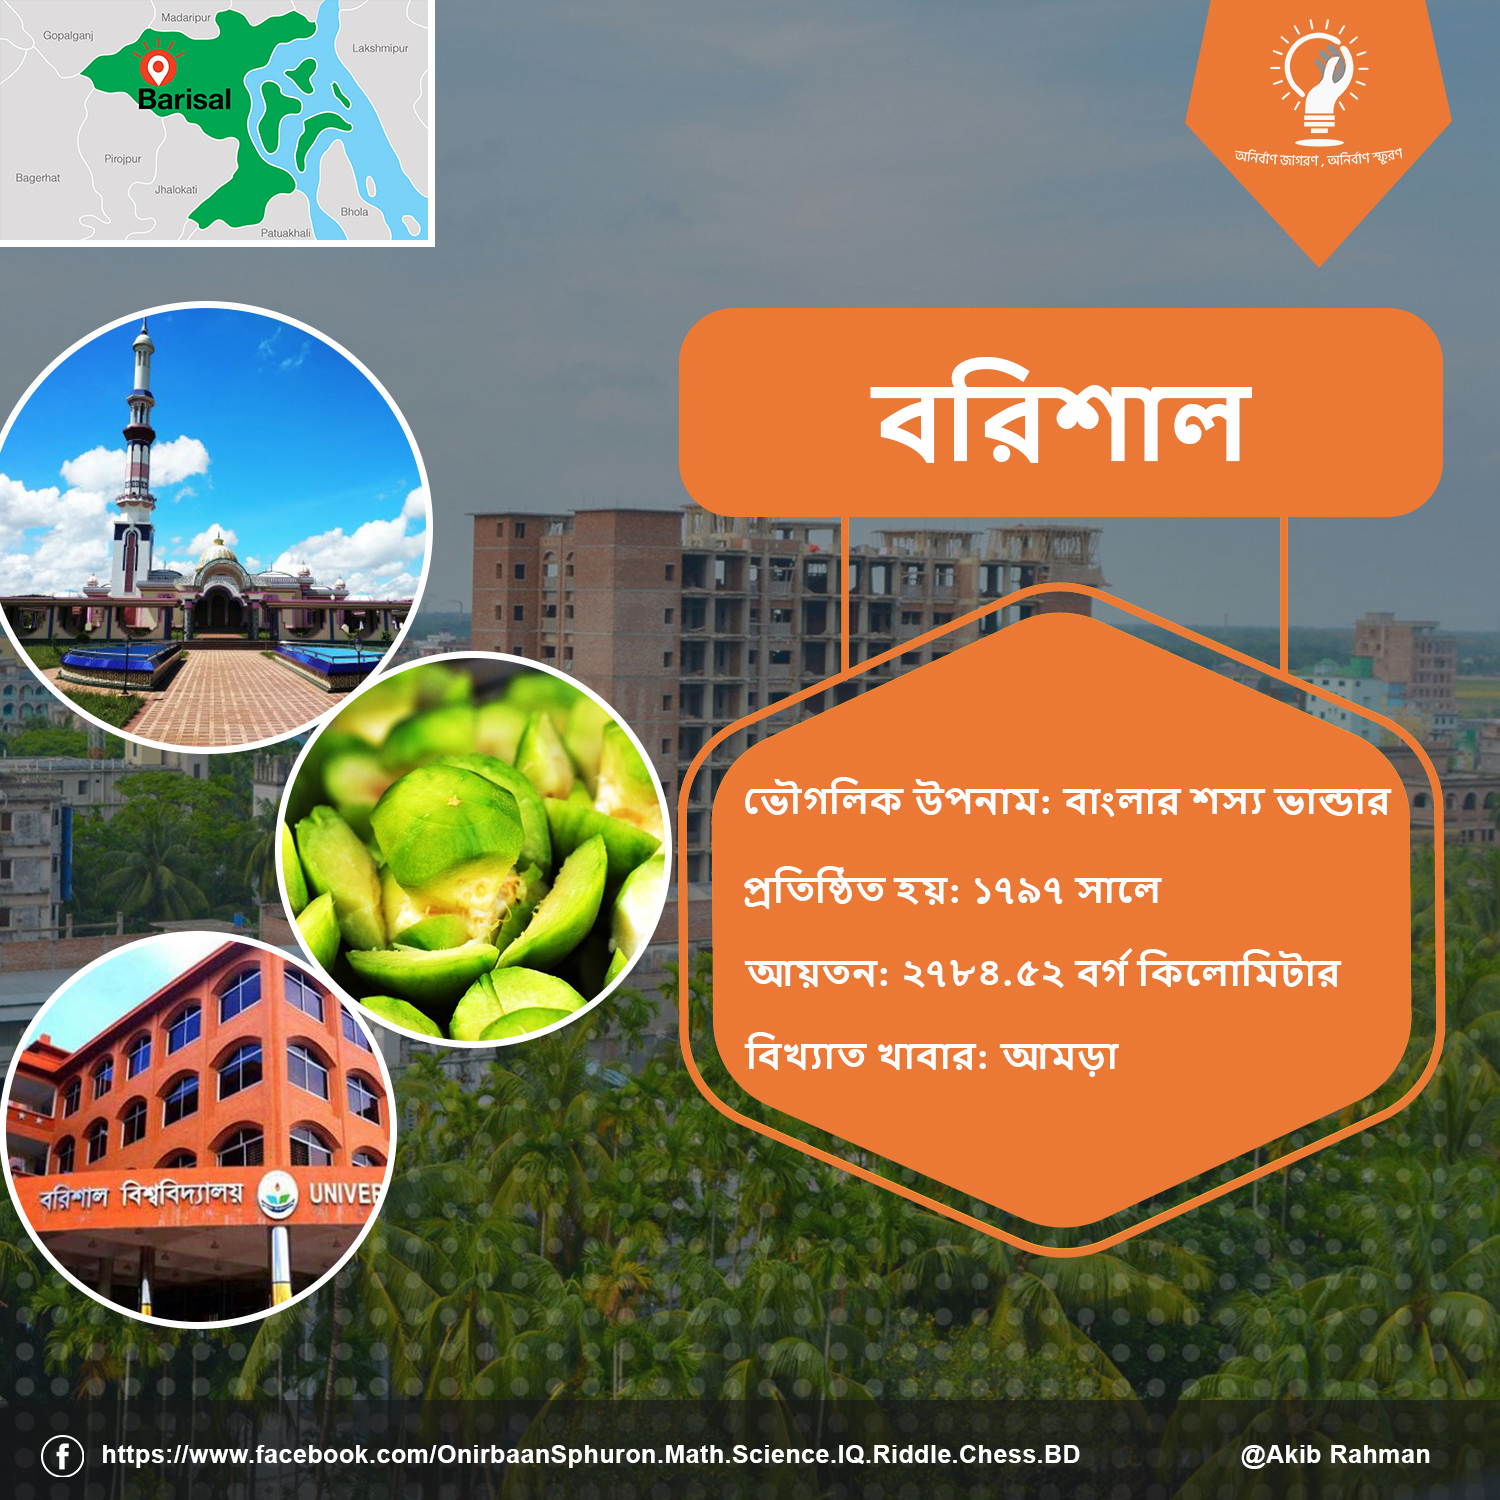 Madaripur
Gopalganj
Lakshmipur
Barisal
Pirojpur
Bagerhat
Jhalokati
Bhola
Patuakhali
অনির্বাণ জাগরণ , অনির্বাণ স্ফুরণ
বরিশাল
ভৌগলিক উপনাম: বাংলার শস্য ভান্ডার
প্রতিষ্ঠিত হয়: ১৭৯৭ সালে
আয়তন: ২৭৮৪.৫২ বর্গ কিলোমিটার
বিখ্যাত খাবার: আমড়া
বরিশাল বিশ্ববিদ্যালয় UNIVER
https://www.facebook.com/OnirbaanSphuron.Math.Science.IQ.Riddle.Chess.BD
@Akib Rahman